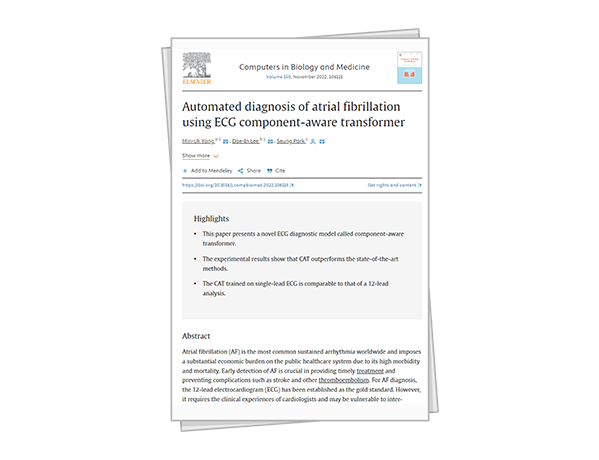 ELSEVIER
Computers in Biology and Medicine
Volume 150, November 2022, 106115
Automated diagnosis of atrial fibrillation
using ECG component-aware transformer
Min-Uk Yang, Doe-In Lee, Seung Park
Show more
Add to Mendeley Share Cite
https://doi.org/10.1016/j.compbiomed.2022.106115 Get rights and content
Highlights
• This paper presents a novel ECG diagnostic model called component-aware
transformer.
• The experimental results show that CAT outperforms the state-of-the-art
methods.
• The CAT trained on single-lead ECG is comparable to that of a 12-lead
analysis.
Abstract
Atrial fibrillation (AF) is the most common sustained arrhythmia worldwide and imposes
a substantial economic burden on the public healthcare system due to its high morbidity
and mortality. Early detection of AF is crucial in providing timely treatment and
preventing complications such as stroke and other thromboembolism. For AF diagnosis,
the 12-lead electrocardiogram (ECG) has been established as the gold standard. However,
it requires the clinical experiences of cardiologists and may be vulnerable to inter-